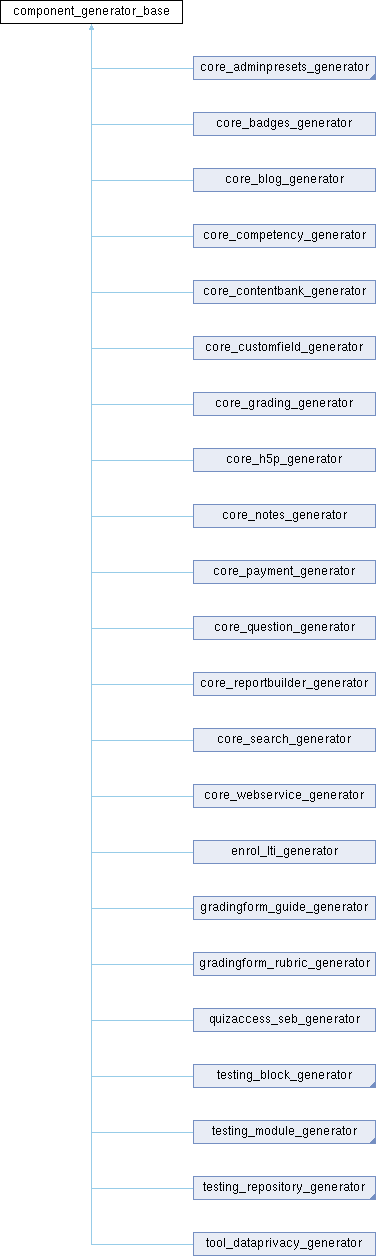 component_generator_base
core_adminpresets_generator
core_badges_generator
core_blog_generator
core_competency_generator
core_contentbank_generator
core_customfield_generator
core_grading_generator
core_h5p_generator
core_notes_generator
core_payment_generator
core_question_generator
core_reportbuilder_generator
core_search_generator
core_webservice_generator
enrol_lti_generator
gradingform_guide_generator
gradingform_rubric_generator
quizaccess_seb_generator
testing_block_generator
testing_module_generator
testing_repository_generator
tool_dataprivacy_generator